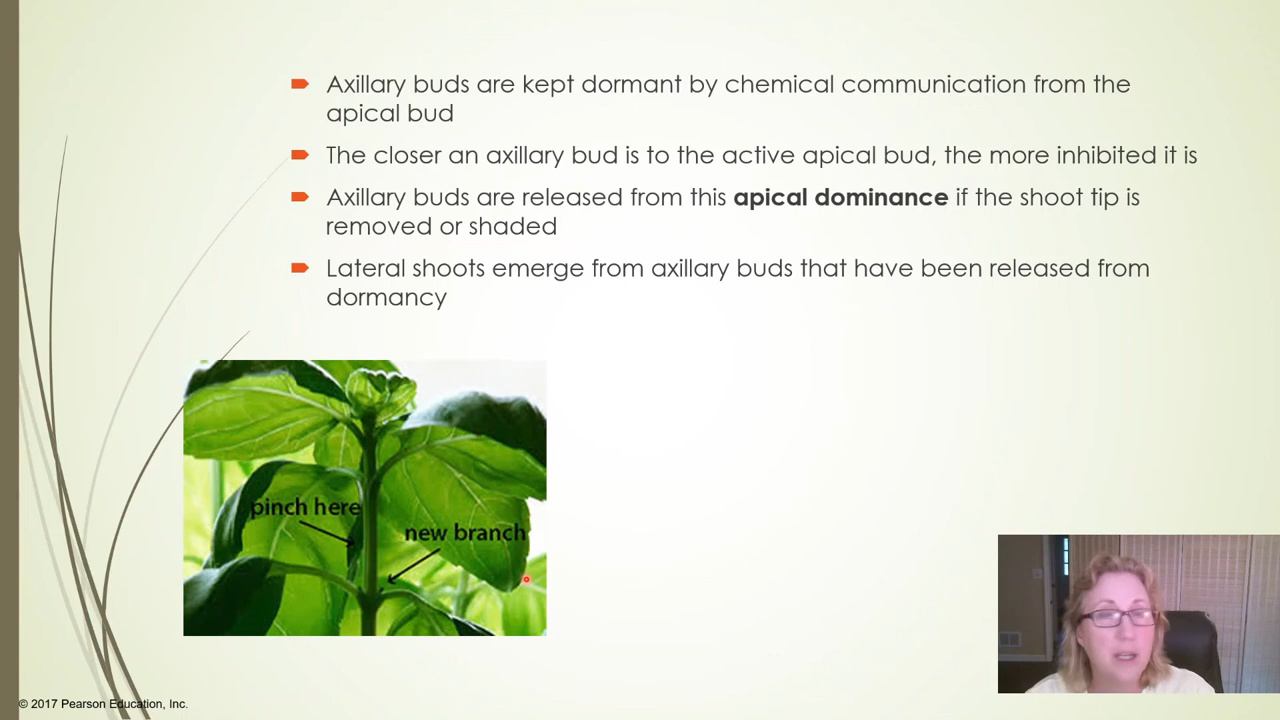 Axillary buds are kept dormant by chemical communication from the
apical bud
The closer an axillary bud is to the active apical bud, the more inhibited it is
Axillary buds are released from this apical dominance if the shoot tip is
removed or shaded
Lateral shoots emerge from axillary buds that have been released from
dormancy
pinch here
new branch
© 2017 Pearson Education, Inc.